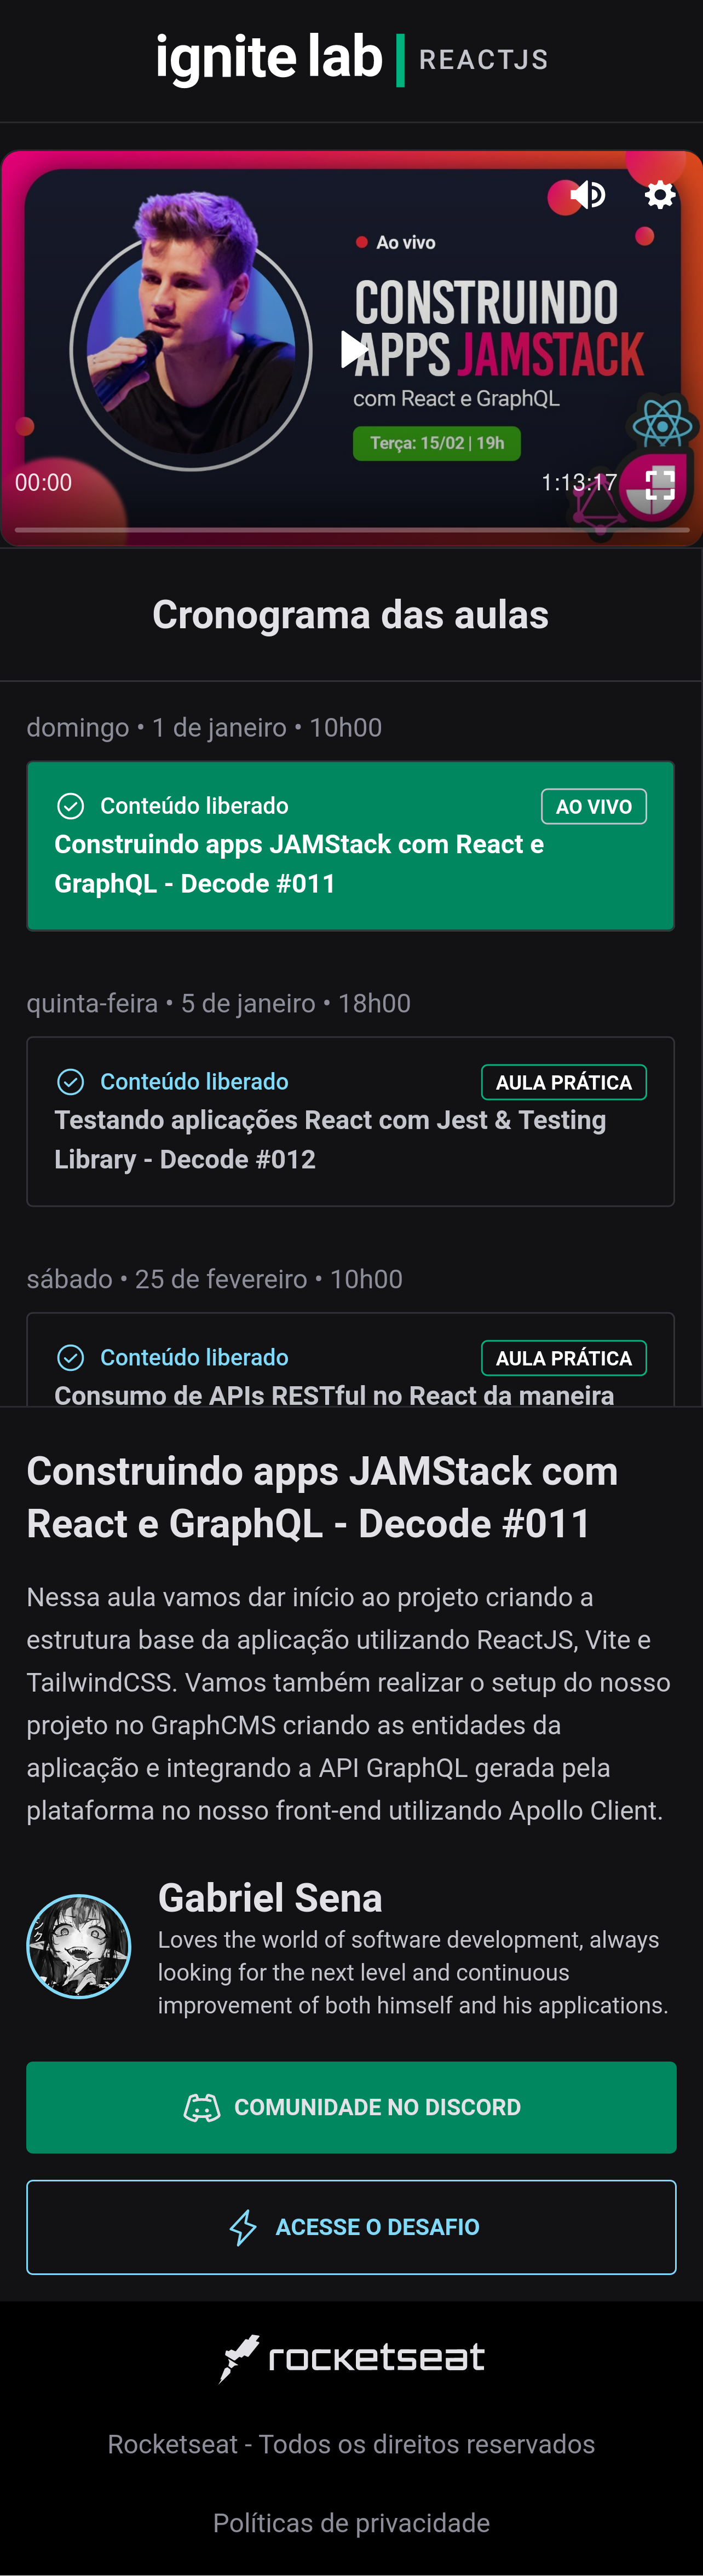 ignite lab | REACTJS
Ao vivo
CONSTRUINDO
APPS JAMSTACK
com React e GraphQL
Terça: 15/02 | 19h
00:00
1:13:17
Cronograma das aulas
domingo • 1 de janeiro • 10h00
Conteúdo liberado
AO VIVO
Construindo apps JAMStack com React e
GraphQL - Decode #011
quinta-feira • 5 de janeiro • 18h00
Conteúdo liberado
AULA PRÁTICA
Testando aplicações React com Jest & Testing
Library - Decode #012
sábado • 25 de fevereiro • 10h00
Conteúdo liberado
AULA PRÁTICA
Consumo de APIs RESTful no React da maneira
Construindo apps JAMStack com
React e GraphQL - Decode #011
Nessa aula vamos dar início ao projeto criando a
estrutura base da aplicação utilizando ReactJS, Vite e
TailwindCSS. Vamos também realizar o setup do nosso
projeto no GraphCMS criando as entidades da
aplicação e integrando a API GraphQL gerada pela
plataforma no nosso front-end utilizando Apollo Client.
Gabriel Sena
Loves the world of software development, always
looking for the next level and continuous
improvement of both himself and his applications.
COMUNIDADE NO DISCORD
ACESSE O DESAFIO
rocketseat
Rocketseat - Todos os direitos reservados
Políticas de privacidade